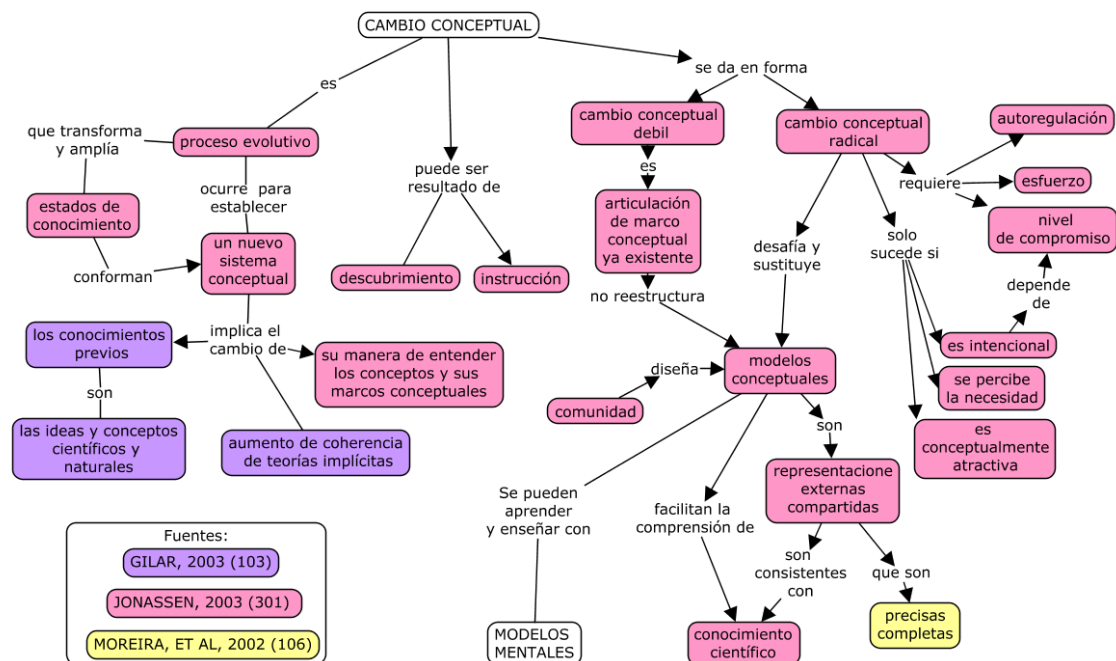 CAMBIO CONCEPTUAL
es
se da en forma
que transforma
y amplía
proceso evolutivo
puede ser
resultado de
cambio conceptual
debil
cambio conceptual
radical
autoregulación
requiere
esfuerzo
nivel
de compromiso
estados de
conocimiento
ocurre para
establecer
es
articulación
de marco
conceptual
ya existente
desafía y
sustituye
solo
sucede si
conforman
un nuevo
sistema
conceptual
descubrimiento
instrucción
no reestructura
depende
de
los conocimientos
previos
implica el
cambio de
su manera de entender
los conceptos y sus
marcos conceptuales
diseña
modelos
conceptuales
es intencional
comunidad
se percibe
la necesidad
son
las ideas y conceptos
científicos y
naturales
aumento de coherencia
de teorías implícitas
son
es
conceptualmente
atractiva
representacione
externas
compartidas
Se pueden
aprender
y enseñar con
facilitan la
comprensión de
son
consistentes
con
que son
Fuentes:
GILAR, 2003 (103)
JONASSEN, 2003 (301)
MOREIRA, ET AL, 2002 (106)
MODELOS
MENTALES
conocimiento
científico
precisas
completas